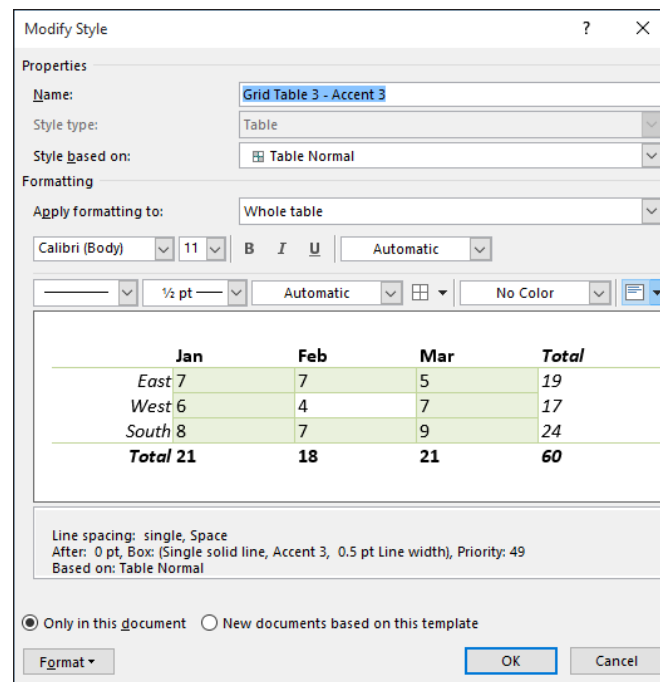 Modify Style ?
Properties
Name: Grid Table 3 - Accent 3
Style type: Table
Style based on: Table Normal
Formatting
Apply formatting to: Whole table
Calibri (Body) 11 B I U Automatic
½ pt Automatic No Color
Jan Feb Mar Total
East 7 7 5 19
West 6 4 7 17
South 8 7 9 24
Total 21 18 21 60
Line spacing: single, Space
After: 0 pt, Box: (Single solid line, Accent 3, 0.5 pt Line width), Priority: 49
Based on: Table Normal
Only in this document New documents based on this template
Format OK Cancel